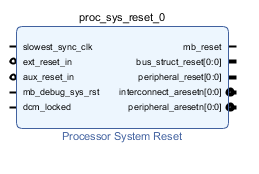 proc_sys_reset_0
slowest_sync_clk
ext_reset_in
aux_reset_in
mb_debug_sys_rst
dcm_locked
mb_reset
bus_struct_reset[0:0]
peripheral_reset[0:0]
interconnect_aresetn[0:0]
peripheral_aresetn[0:0]
Processor System Reset